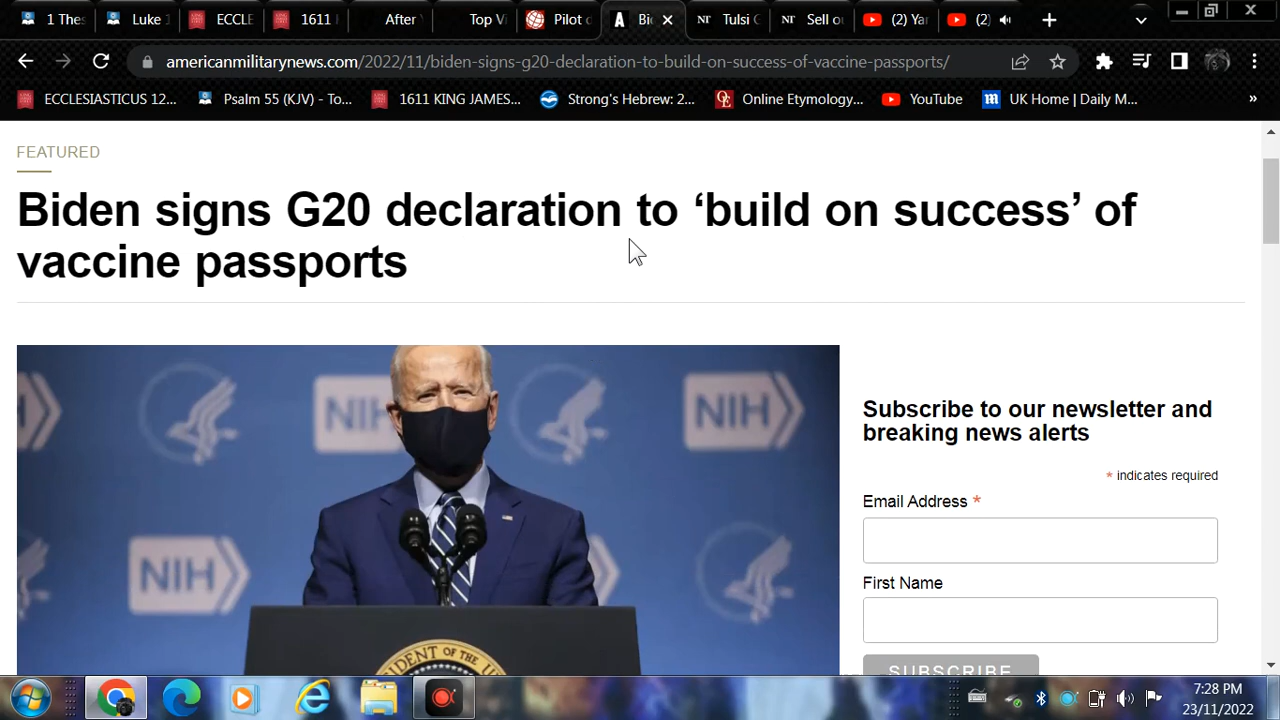 1 Thes
Luke 1
ECCLE
1611
After
Top V
Pilot
Bi
Tulsi
Sell
(2) Ya
(2)
americanmilitarynews.com/2022/11/biden-signs-g20-declaration-to-build-on-success-of-vaccine-passports/
ECCLESIASTICUS 12...
Psalm 55 (KJV) - To...
1611 KING JAMES...
Strong's Hebrew: 2...
Online Etymology...
YouTube
UK Home | Daily M...
»
FEATURED
Biden signs G20 declaration to ‘build on success’ of
vaccine passports
NIH
NIH
NIH
Subscribe to our newsletter and
breaking news alerts
* indicates required
Email Address *
First Name
SUBSCRIBE
7:28 PM
23/11/2022